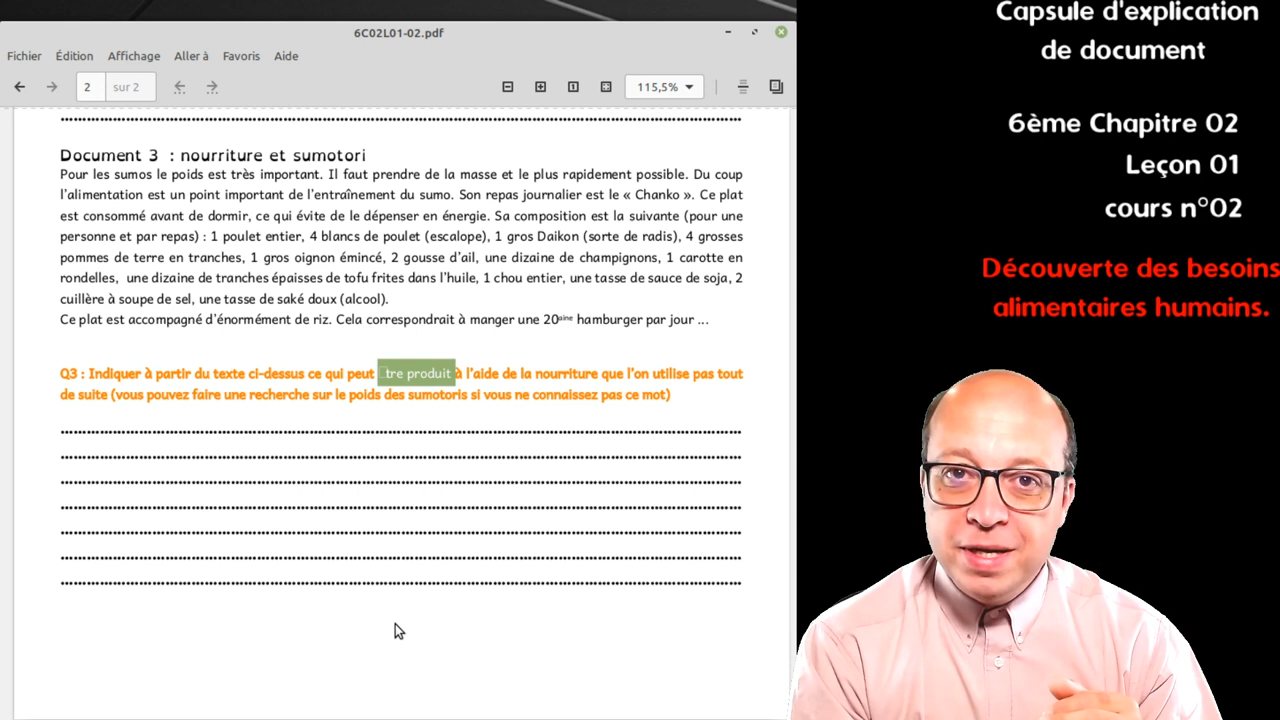 6C02L01-02.pdf
Fichier Édition Affichage Aller à Favoris Aide
2 sur 2 115,5%
Document 3 : nourriture et sumotori
Pour les sumos le poids est très important. Il faut prendre de la masse et le plus rapidement possible. Du coup
l'alimentation est un point important de l'entraînement du sumo. Son repas journalier est le « Chanko ». Ce plat
est consommé avant de dormir, ce qui évite de le dépenser en énergie. Sa composition est la suivante (pour une
personne et par repas) : 1 poulet entier, 4 blancs de poulet (escalope), 1 gros Daikon (sorte de radis), 4 grosses
pommes de terre en tranches, 1 gros oignon émincé, 2 gousse d'ail, une dizaine de champignons, 1 carotte en
rondelles, une dizaine de tranches épaisses de tofu frites dans l'huile, 1 chou entier, une tasse de sauce de soja, 2
cuillère à soupe de sel, une tasse de saké doux (alcool).
Ce plat est accompagné d'énormément de riz. Cela correspondrait à manger une 20aine hamburger par jour ...
Q3 : Indiquer à partir du texte ci-dessus ce qui peut tre produit à l'aide de la nourriture que l'on utilise pas tout
de suite (vous pouvez faire une recherche sur le poids des sumotoris si vous ne connaissez pas ce mot)
Capsule d'explication
de document
6ème Chapitre 02
Leçon 01
cours n°02
Découverte des besoins
alimentaires humains.